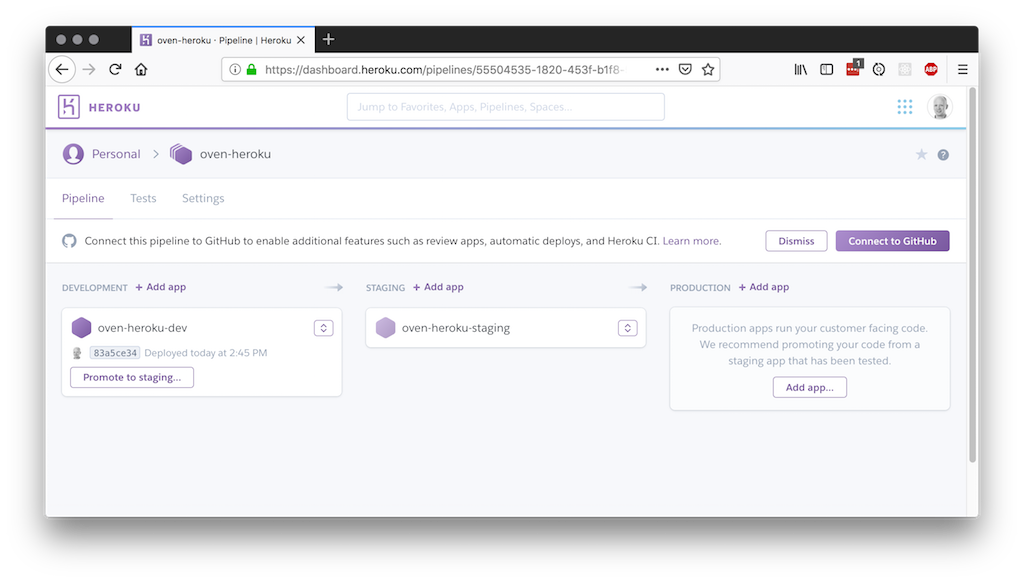 oven-heroku · Pipeline | Heroku
https://dashboard.heroku.com/pipelines/55504535-1820-453f-b1f8-
1
ABP
HEROKU
Jump to Favorites, Apps, Pipelines, Spaces...
Personal
oven-heroku
?
Pipeline
Tests
Settings
Connect this pipeline to GitHub to enable additional features such as review apps, automatic deploys, and Heroku CI. Learn more.
Dismiss
Connect to GitHub
DEVELOPMENT + Add app
STAGING + Add app
PRODUCTION + Add app
oven-heroku-dev
83a5ce34 Deployed today at 2:45 PM
Promote to staging...
oven-heroku-staging
Production apps run your customer facing code.
We recommend promoting your code from a
staging app that has been tested.
Add app...